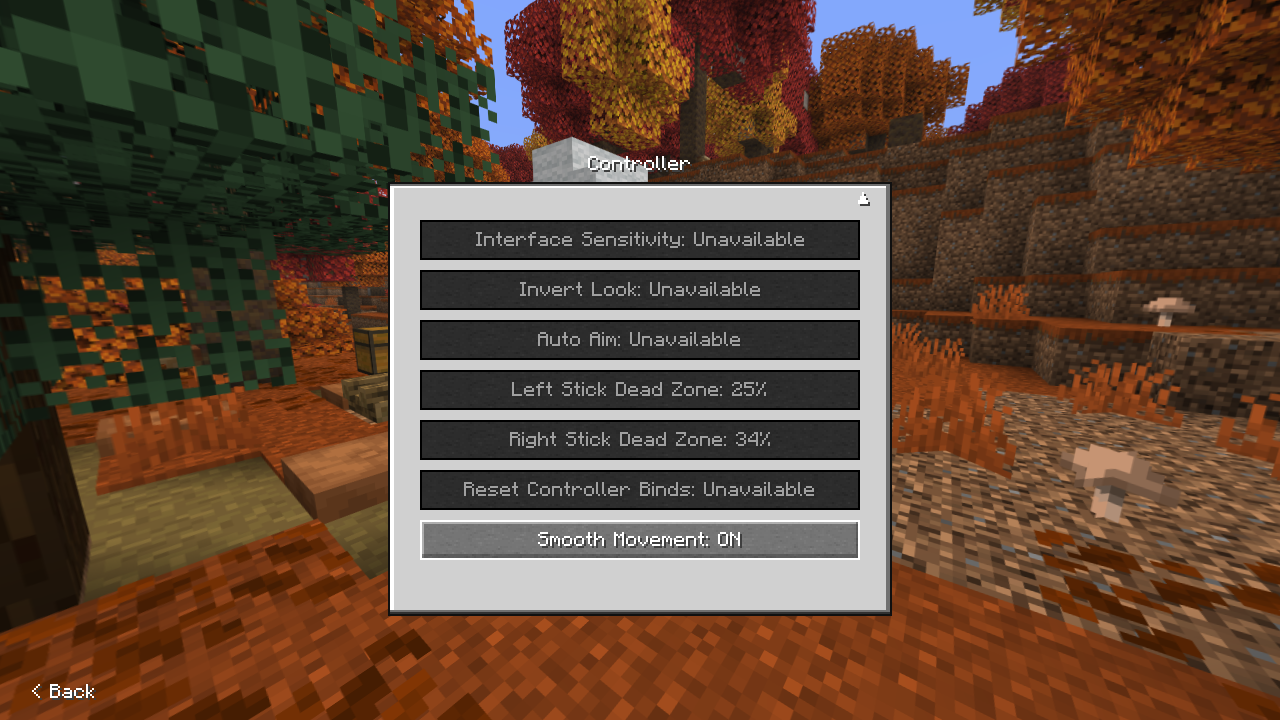 Controller
Interface Sensitivity: Unavailable
Invert Look: Unavailable
Auto Aim: Unavailable
Left Stick Dead Zone: 25%
Right Stick Dead Zone: 34%
Reset Controller Binds: Unavailable
Smooth Movement: ON
< Back